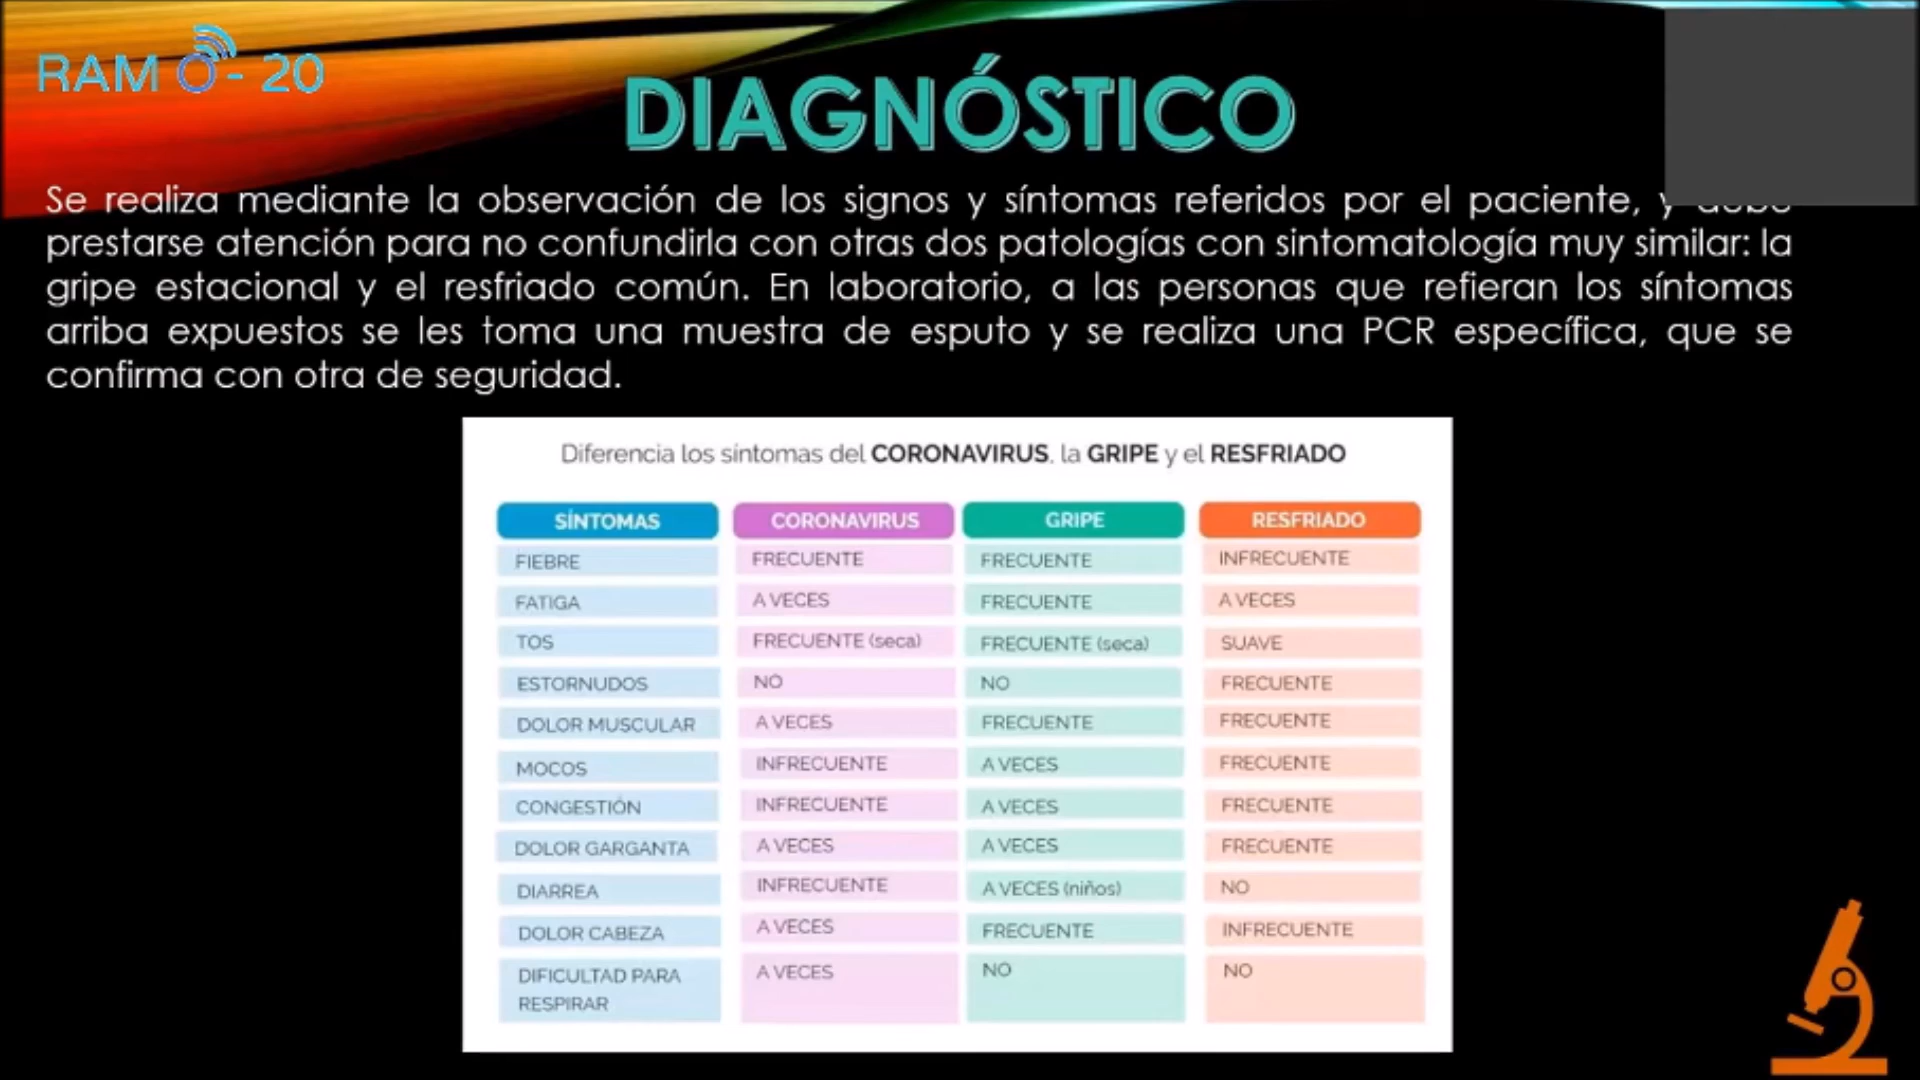 RAM O- 20
DIAGNÓSTICO
Se realiza mediante la observación de los signos y síntomas referidos por el paciente, y debe
prestarse atención para no confundirla con otras dos patologías con sintomatología muy similar: la
gripe estacional y el resfriado común. En laboratorio, a las personas que refieran los síntomas
arriba expuestos se les toma una muestra de esputo y se realiza una PCR específica, que se
confirma con otra de seguridad.
Diferencia los síntomas del CORONAVIRUS, la GRIPE y el RESFRIADO
SÍNTOMAS CORONAVIRUS GRIPE RESFRIADO
FIEBRE FRECUENTE FRECUENTE INFRECUENTE
FATIGA A VECES FRECUENTE A VECES
TOS FRECUENTE (seca) FRECUENTE (seca) SUAVE
ESTORNUDOS NO NO FRECUENTE
DOLOR MUSCULAR A VECES FRECUENTE FRECUENTE
MOCOS INFRECUENTE A VECES FRECUENTE
CONGESTIÓN INFRECUENTE A VECES FRECUENTE
DOLOR GARGANTA A VECES A VECES FRECUENTE
DIARREA INFRECUENTE A VECES (niños) NO
DOLOR CABEZA A VECES FRECUENTE INFRECUENTE
DIFICULTAD PARA A VECES NO NO
RESPIRAR